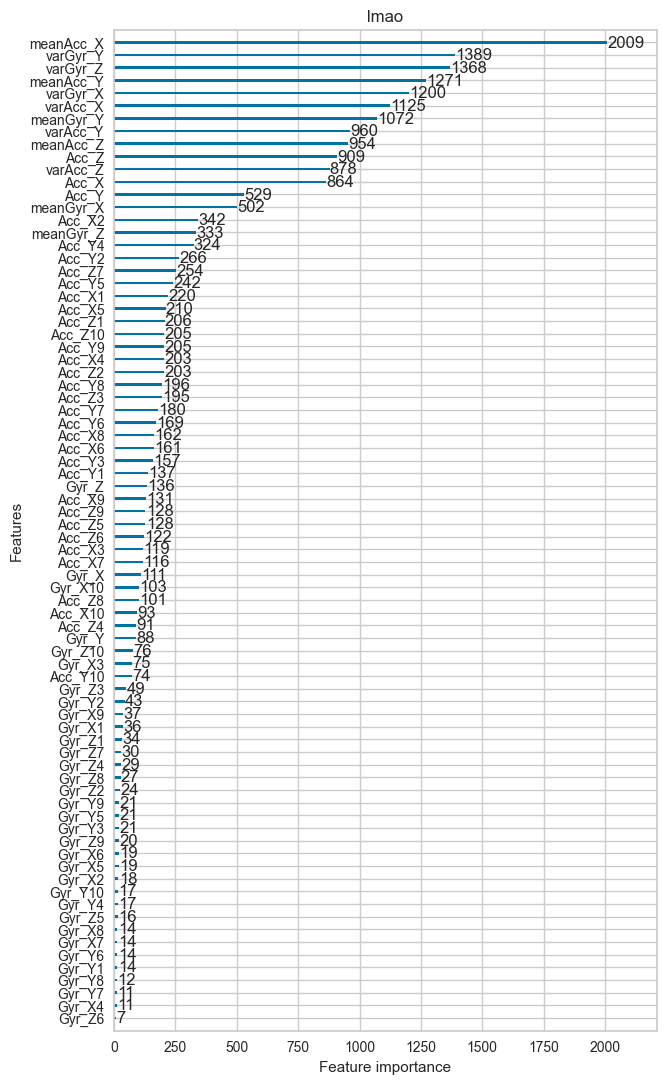 lmao
meanAcc_X 2009
varGyr_Y 1389
varGyr_Z 1368
meanAcc_Y 1271
varGyr_X 1200
varAcc_X 1125
meanGyr_Y 1072
varAcc_Y 960
meanAcc_Z 954
Acc_Z 909
varAcc_Z 878
Acc_X 864
Acc_Y 529
meanGyr_X 502
Acc_X2 342
meanGyr_Z 333
Acc_Y4 324
Acc_Y2 266
Acc_Z7 254
Acc_Y5 242
Acc_X1 220
Acc_X5 210
Acc_Z1 206
Acc_Z10 205
Acc_Y9 205
Acc_X4 203
Acc_Z2 203
Acc_Y8 196
Acc_Z3 195
Acc_Y7 180
Acc_Y6 169
Acc_X8 162
Acc_X6 161
Acc_Y3 157
Acc_Y1 137
Gyr_Z 136
Acc_X9 131
Acc_Z9 128
Acc_Z5 128
Acc_Z6 122
Acc_X3 119
Acc_X7 116
Gyr_X 111
Gyr_X10 103
Acc_Z8 101
Acc_X10 93
Acc_Z4 91
Gyr_Y 88
Gyr_Z10 76
Gyr_X3 75
Acc_Y10 74
Gyr_Z3 49
Gyr_Y2 43
Gyr_X9 37
Gyr_X1 36
Gyr_Z1 34
Gyr_Z7 30
Gyr_Z4 29
Gyr_Z8 27
Gyr_Z2 24
Gyr_Y9 21
Gyr_Y5 21
Gyr_Y3 21
Gyr_Z9 20
Gyr_X6 19
Gyr_X5 19
Gyr_X2 18
Gyr_Y10 17
Gyr_Y4 17
Gyr_Z5 16
Gyr_X8 14
Gyr_X7 14
Gyr_Y6 14
Gyr_Y1 14
Gyr_Y8 12
Gyr_Y7 11
Gyr_X4 11
Gyr_Z6 7
Features
0 250 500 750 1000 1250 1500 1750 2000
Feature importance